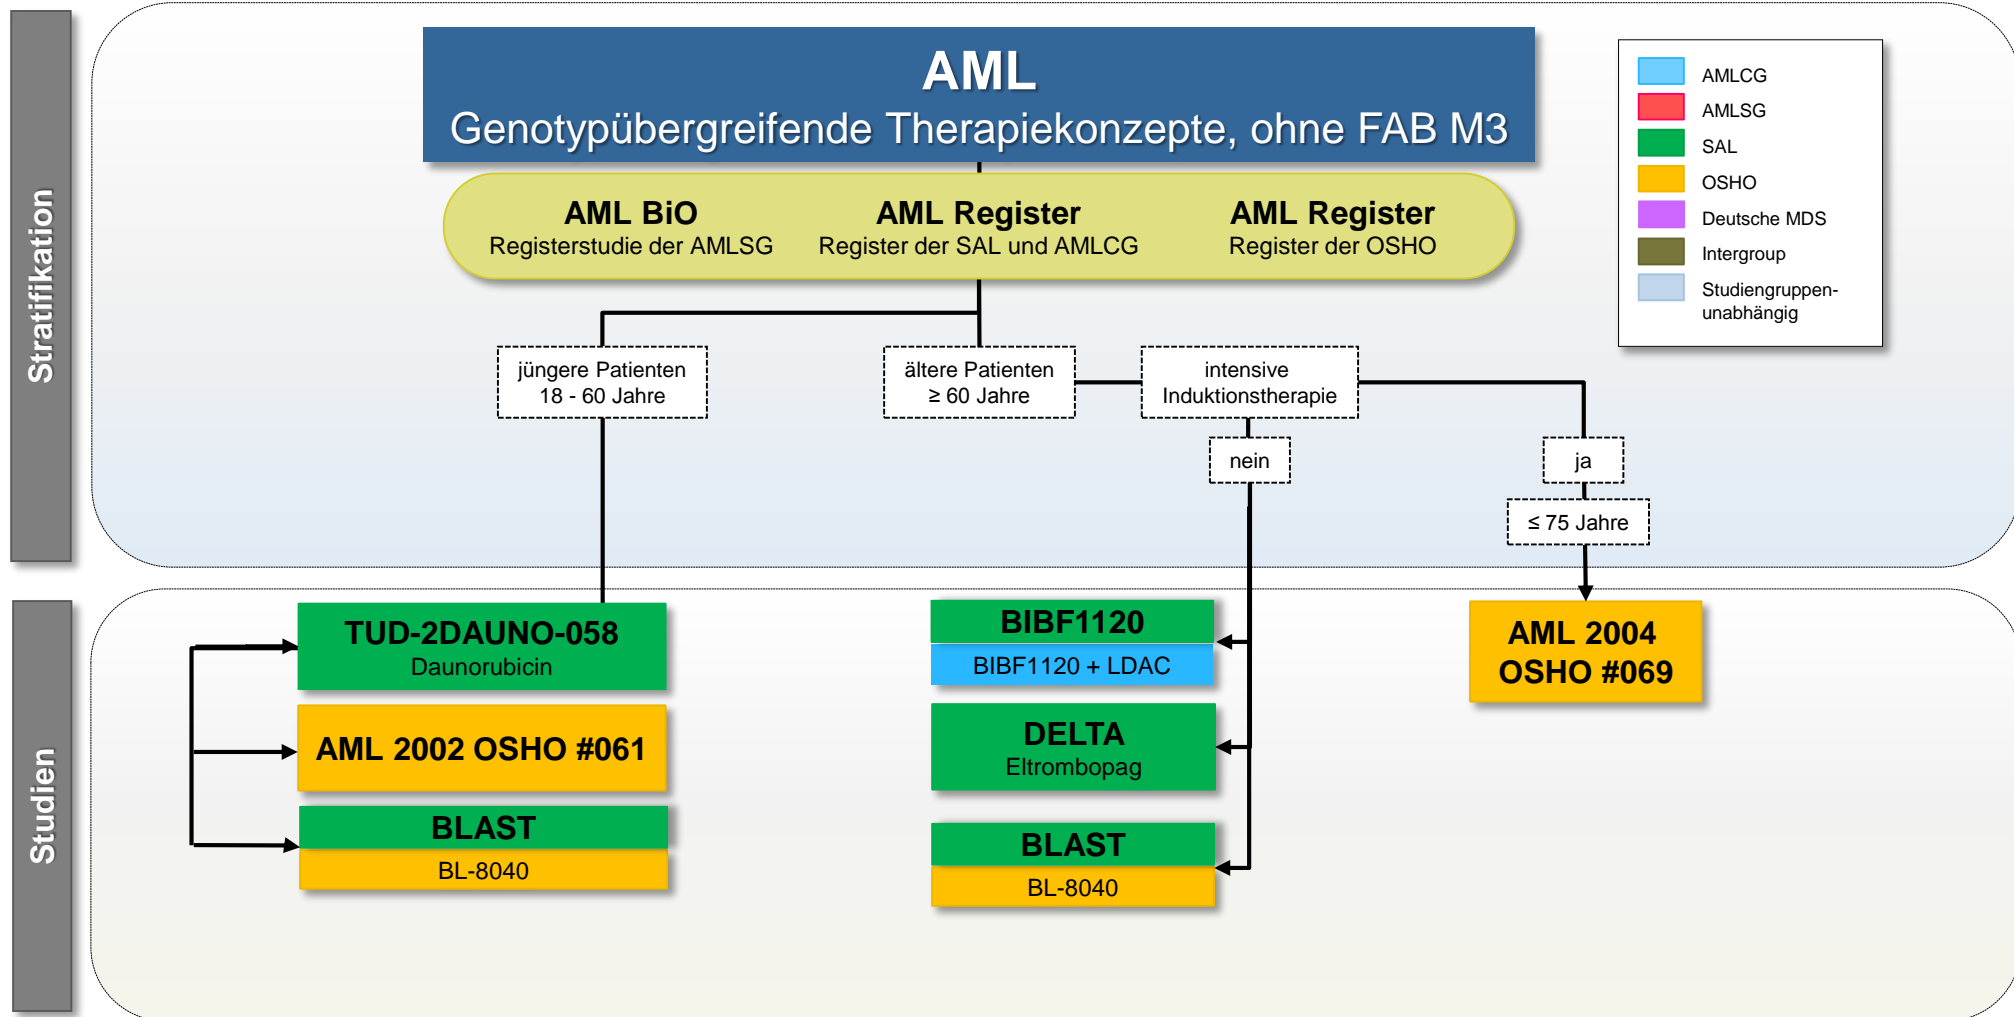 Stratifikation
AML
Genotypübergreifende Therapiekonzepte, ohne FAB M3
AML BiO
Registerstudie der AMLSG
AML Register
Register der SAL und AMLCG
AML Register
Register der OSHO
AMLCG
AMLSG
SAL
OSHO
Deutsche MDS
Intergroup
Studiengruppen-
unabhängig
jüngere Patienten
18 - 60 Jahre
ältere Patienten
≥ 60 Jahre
intensive
Induktionstherapie
nein
ja
≤ 75 Jahre
Studien
TUD-2DAUNO-058
Daunorubicin
AML 2002 OSHO #061
BLAST
BL-8040
BIBF1120
BIBF1120 + LDAC
DELTA
Eltrombopag
BLAST
BL-8040
AML 2004
OSHO #069